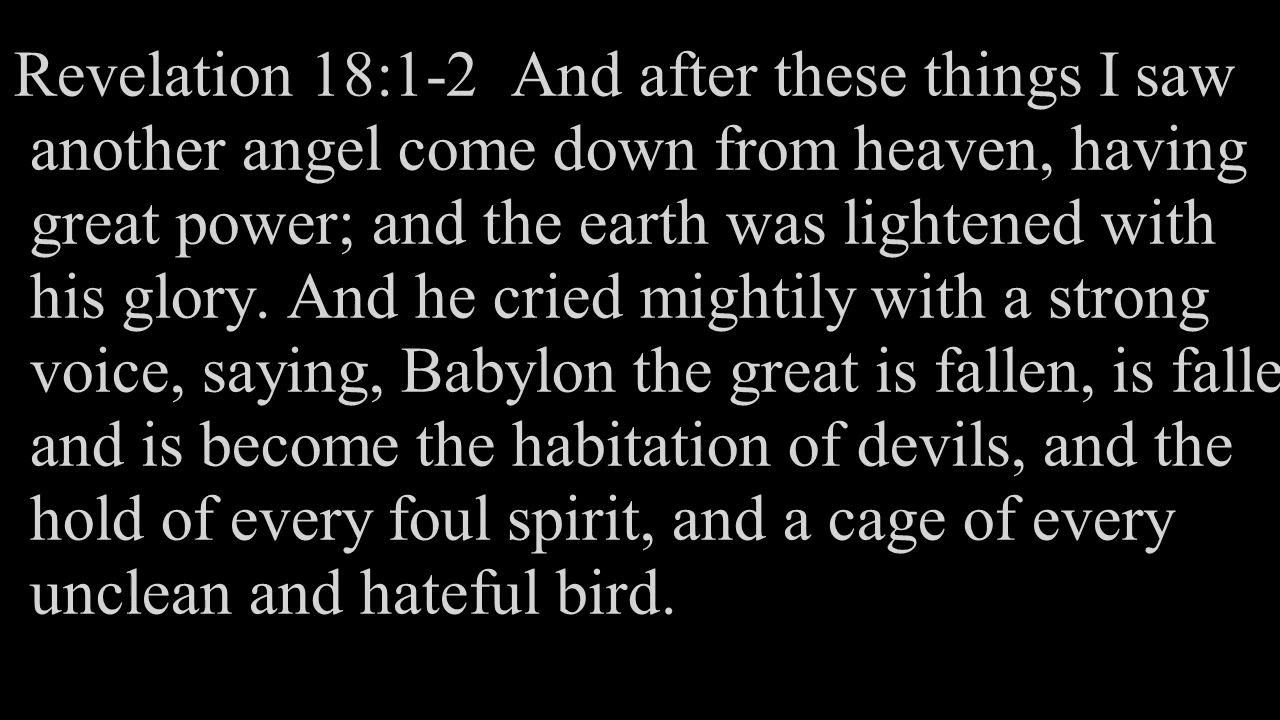 Revelation 18:1-2  And after these things I saw
another angel come down from heaven, having
great power; and the earth was lightened with
his glory. And he cried mightily with a strong
voice, saying, Babylon the great is fallen, is falle
and is become the habitation of devils, and the
hold of every foul spirit, and a cage of every
unclean and hateful bird.